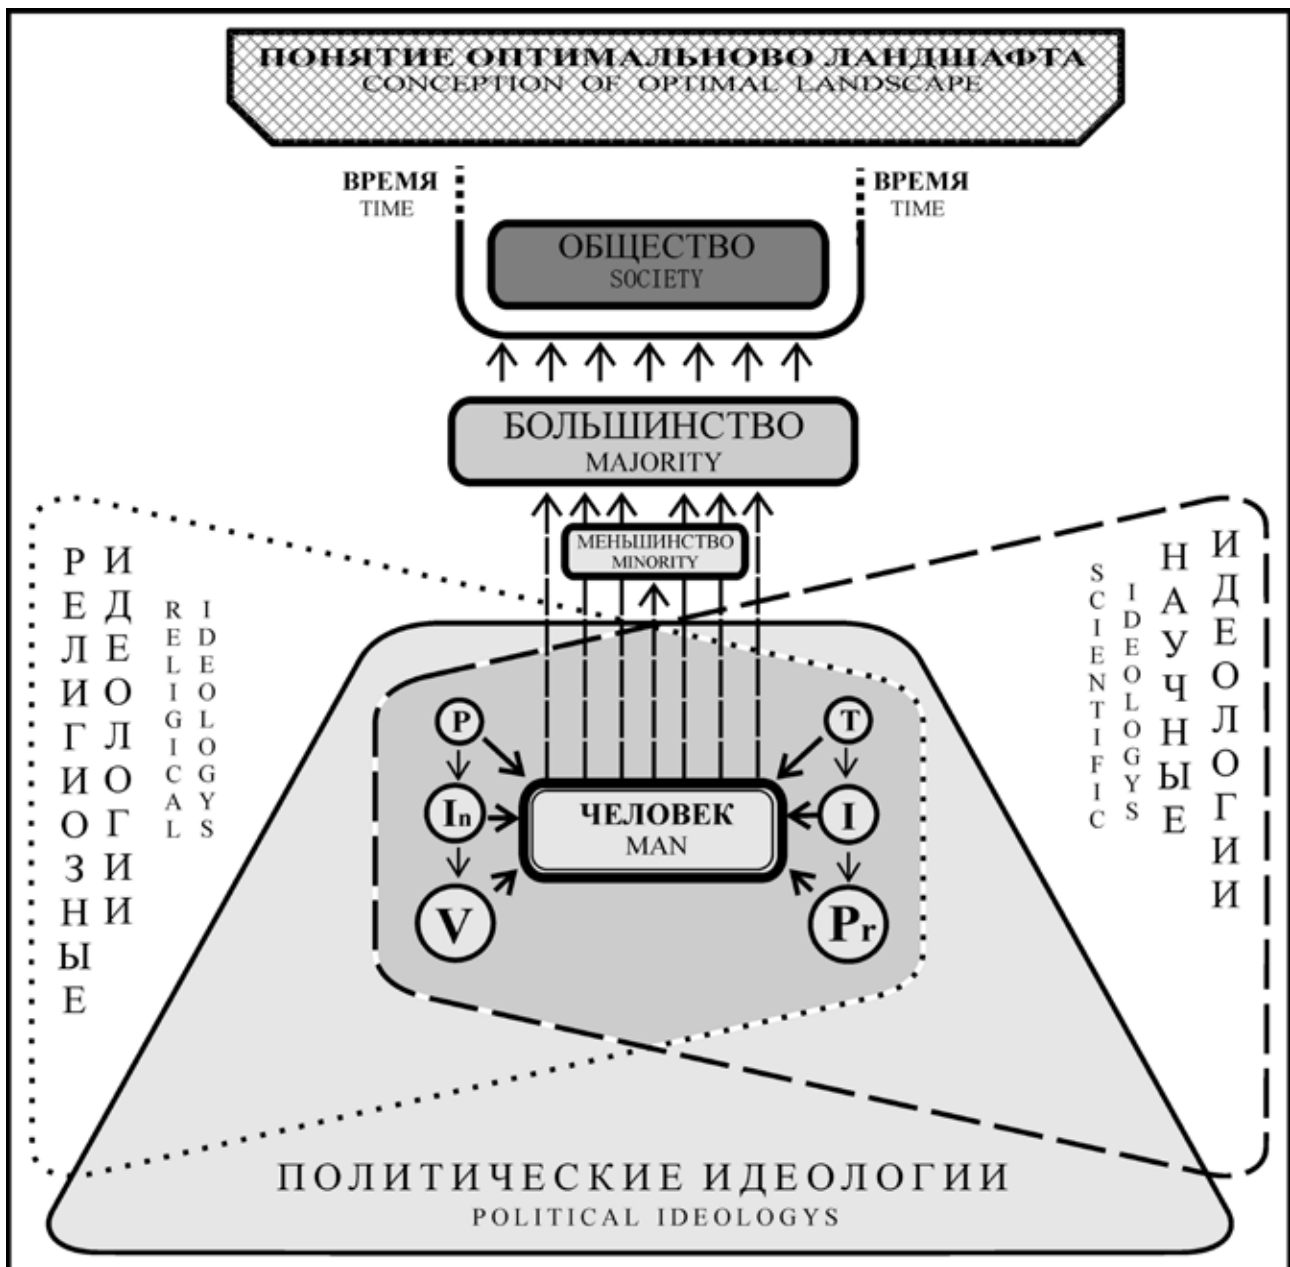 ПОНЯТИЕ ОПТИМАЛЬНОВО ЛАНДШАФТА
CONCEPTION OF OPTIMAL LANDSCAPE
ВРЕМЯ
TIME
ВРЕМЯ
TIME
ОБЩЕСТВО
SOCIETY
БОЛЬШИНСТВО
MAJORITY
МЕНЬШИНСТВО
MINORITY
РЕЛИГИОЗНЫЕ
ИДЕОЛОГИИ
RELIGICAL
IDEOLOGYS
SCIENTIFIC
IDEOLOGYS
НАУЧНЫЕ
ИДЕОЛОГИИ
P
In
V
ЧЕЛОВЕК
MAN
T
I
Pr
ПОЛИТИЧЕСКИЕ ИДЕОЛОГИИ
POLITICAL IDEOLOGYS